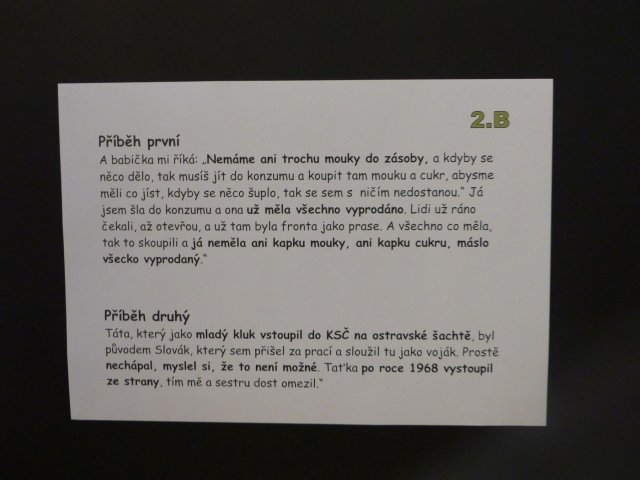 2.B
Příběh první
A babička mi říká: „Nemáme ani trochu mouky do zásoby, a kdyby se
něco dělo, tak musíš jít do konzumu a koupit tam mouku a cukr, abysme
měli co jíst, kdyby se něco šuplo, tak se sem s ničím nedostanou.“ Já
jsem šla do konzumu a ona už měla všechno vyprodáno. Lidi už ráno
čekali, až otevřou, a už tam byla fronta jako prase. A všechno co měla,
tak to skoupili a já neměla ani kapku mouky, ani kapku cukru, máslo
všecko vyprodaný.“
Příběh druhý
Táta, který jako mladý kluk vstoupil do KSČ na ostravské šachtě, byl
původem Slovák, který sem přišel za prací a sloužil tu jako voják. Prostě
nechápal, myslel si, že to není možné. Taťka po roce 1968 vystoupil
ze strany, tím mě a sestru dost omezil.“